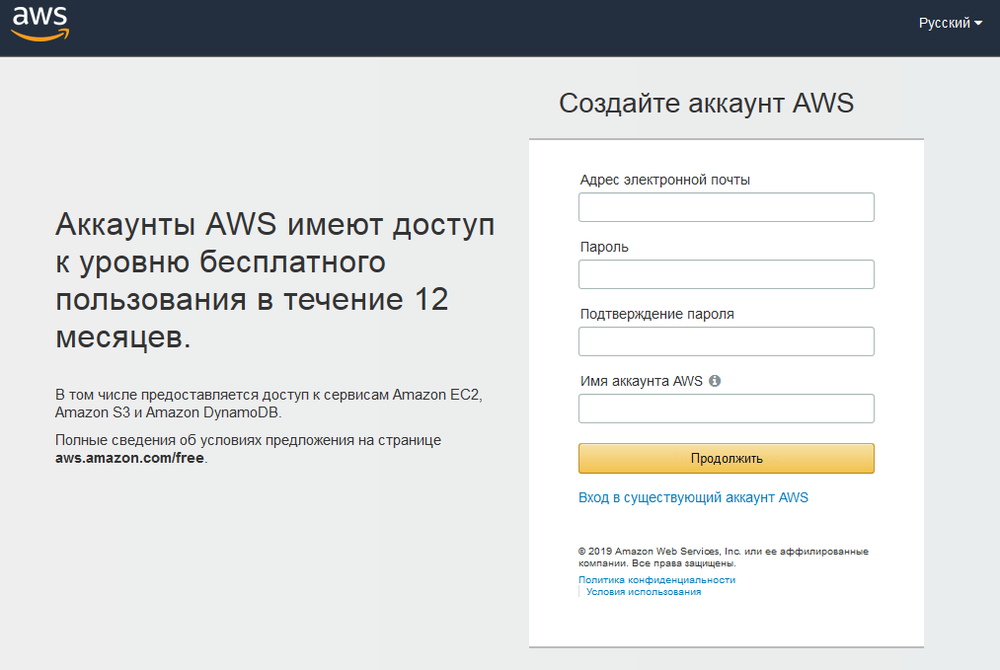 aws
Русский
Создайте аккаунт AWS
Аккаунты AWS имеют доступ
к уровню бесплатного
пользования в течение 12
месяцев.
В том числе предоставляется доступ к сервисам Amazon EC2,
Amazon S3 и Amazon DynamoDB.
Полные сведения об условиях предложения на странице
aws.amazon.com/free.
Адрес электронной почты
Пароль
Подтверждение пароля
Имя аккаунта AWS
Продолжить
Вход в существующий аккаунт AWS
© 2019 Amazon Web Services, Inc. или ее аффилированные
компании. Все права защищены.
Политика конфиденциальности
Условия использования